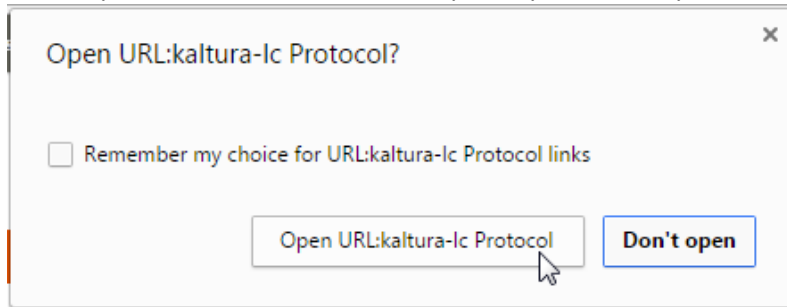 Open URL:kaltura-lc Protocol?
Remember my choice for URL:kaltura-lc Protocol links
Open URL:kaltura-lc Protocol
Don't open